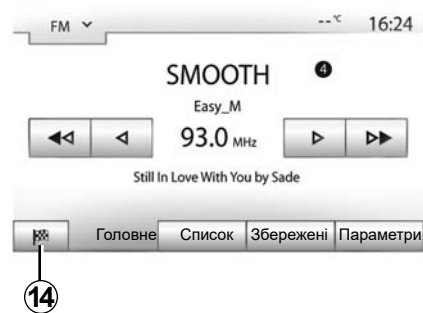 FM --°C 16:24
SMOOTH 4
Easy_M
93.0 MHz
Still In Love With You by Sade
Головне Список Збережені Параметри
14